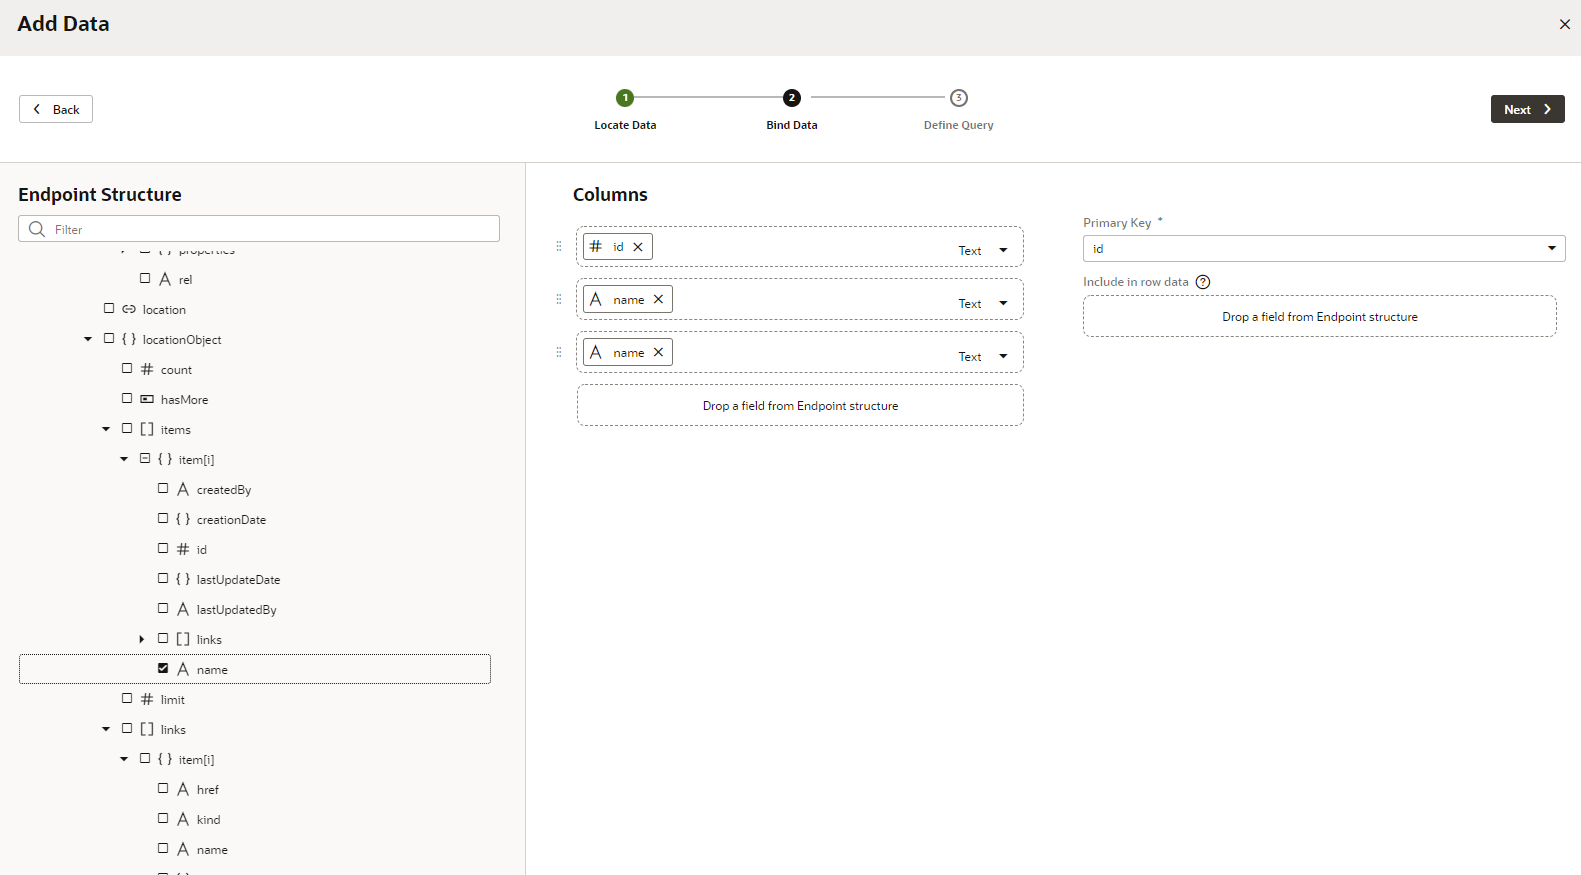 Add Data
Back
1
2
3
Locate Data
Bind Data
Define Query
Next
Endpoint Structure
Filter
properties
rel
location
locationObject
count
hasMore
items
item[i]
createdBy
creationDate
id
lastUpdateDate
lastUpdatedBy
links
name
limit
links
item[i]
href
kind
name
Columns
id Text
name Text
name Text
Drop a field from Endpoint structure
Primary Key *
id
Include in row data ?
Drop a field from Endpoint structure